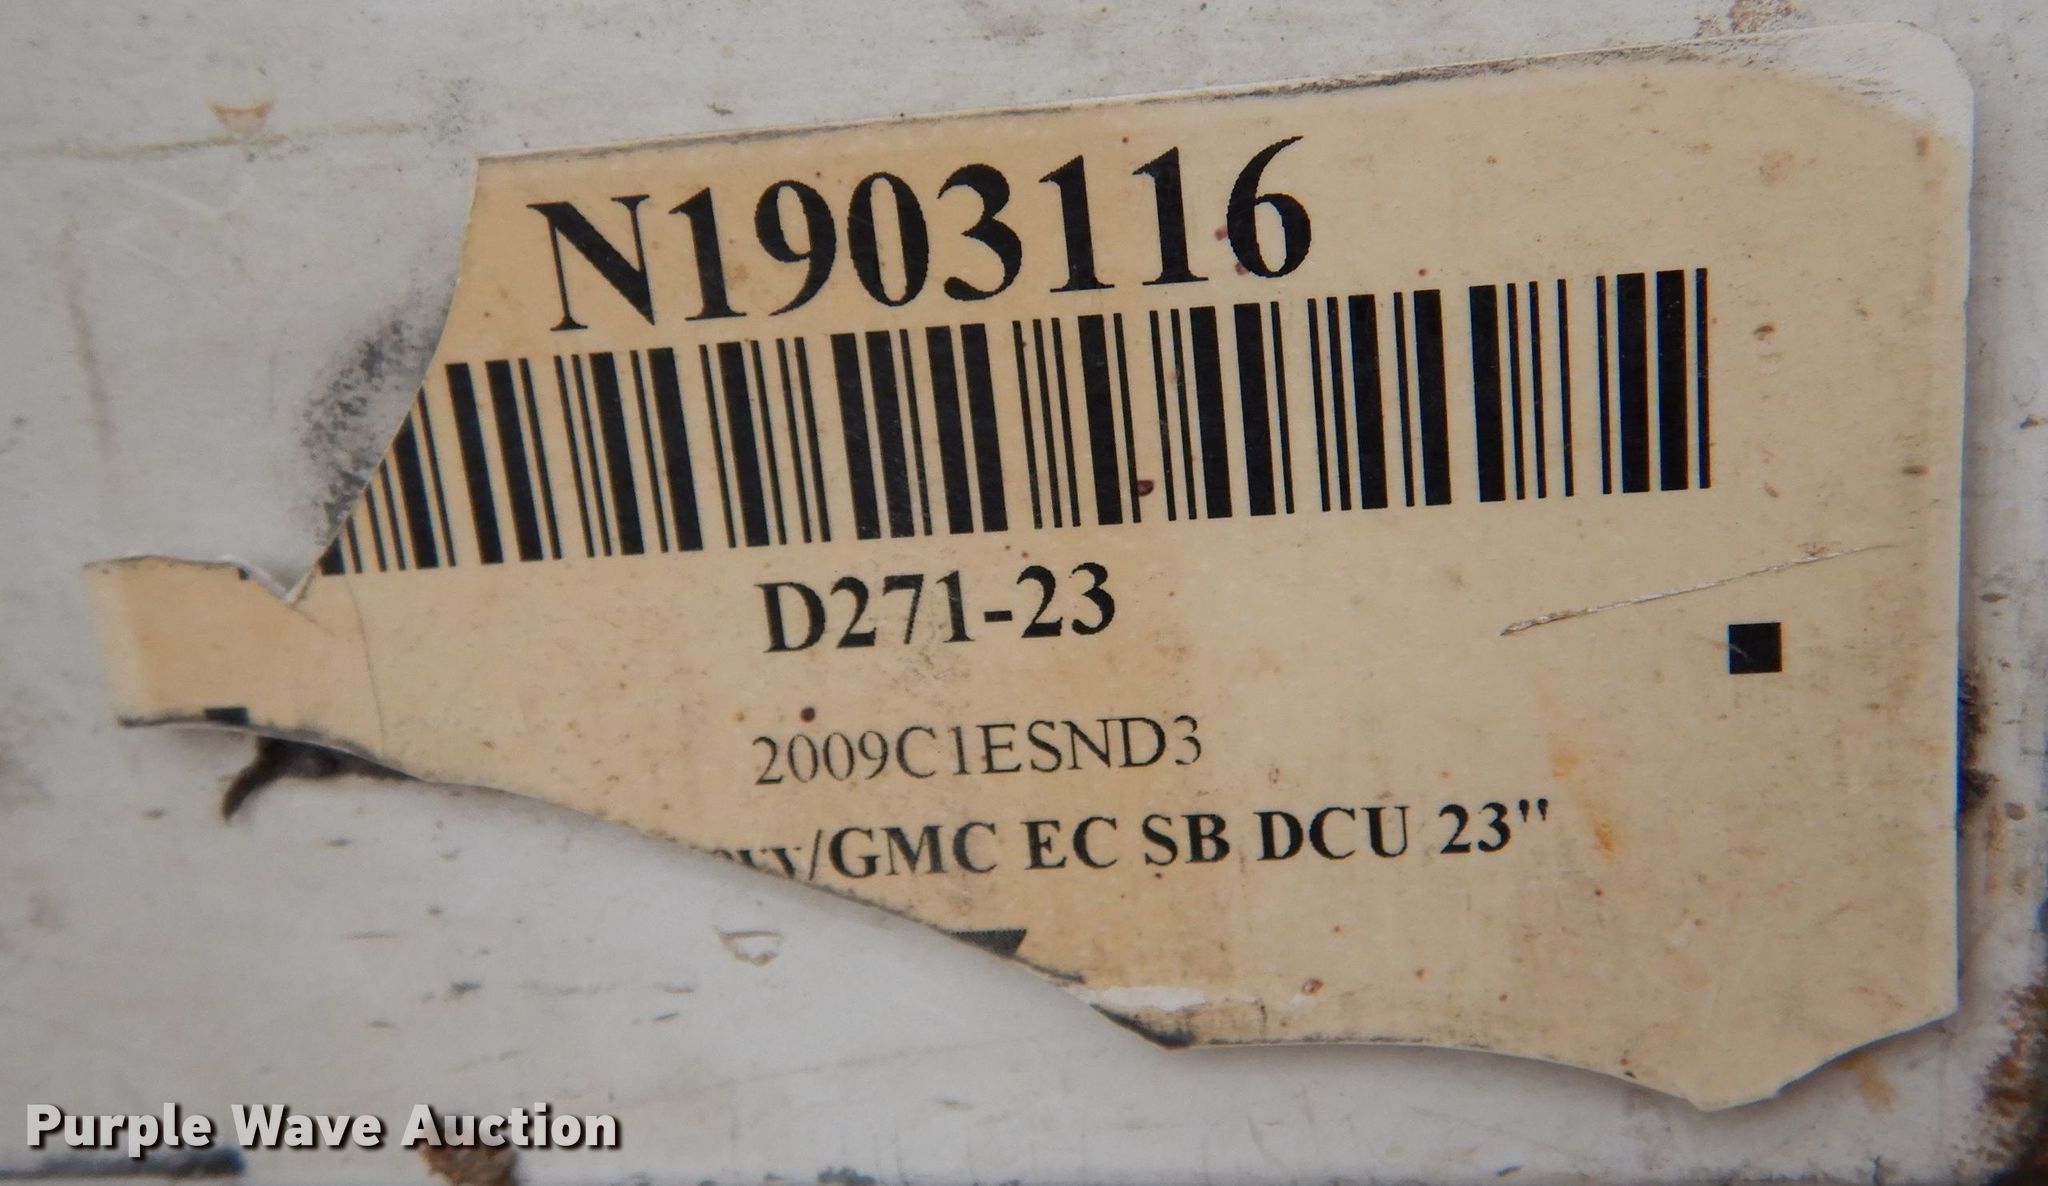 N1903116
D271-23
2009C1ESND3
/GMC EC SB DCU 23"
Purple Wave Auction